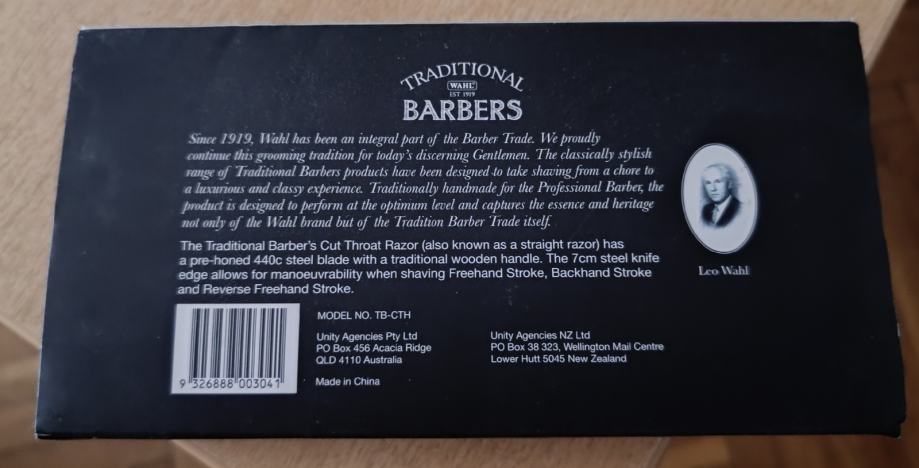 TRADITIONAL
WAHL
EST 1919
BARBERS
Since 1919, Wahl has been an integral part of the Barber Trade. We proudly
continue this grooming tradition for today's discerning Gentlemen. The classically stylish
range of Traditional Barbers products have been designed to take shaving from a chore to
a luxurious and classy experience. Traditionally handmade for the Professional Barber, the
product is designed to perform at the optimum level and captures the essence and heritage
not only of the Wahl brand but of the Tradition Barber Trade itself.
Leo Wahl
The Traditional Barber's Cut Throat Razor (also known as a straight razor) has
a pre-honed 440c steel blade with a traditional wooden handle. The 7cm steel knife
edge allows for manoeuvrability when shaving Freehand Stroke, Backhand Stroke
and Reverse Freehand Stroke.
MODEL NO. TB-CTH
Unity Agencies Pty Ltd
PO Box 456 Acacia Ridge
QLD 4110 Australia
Unity Agencies NZ Ltd
PO Box 38 323, Wellington Mail Centre
Lower Hutt 5045 New Zealand
Made in China
9 326888 003041